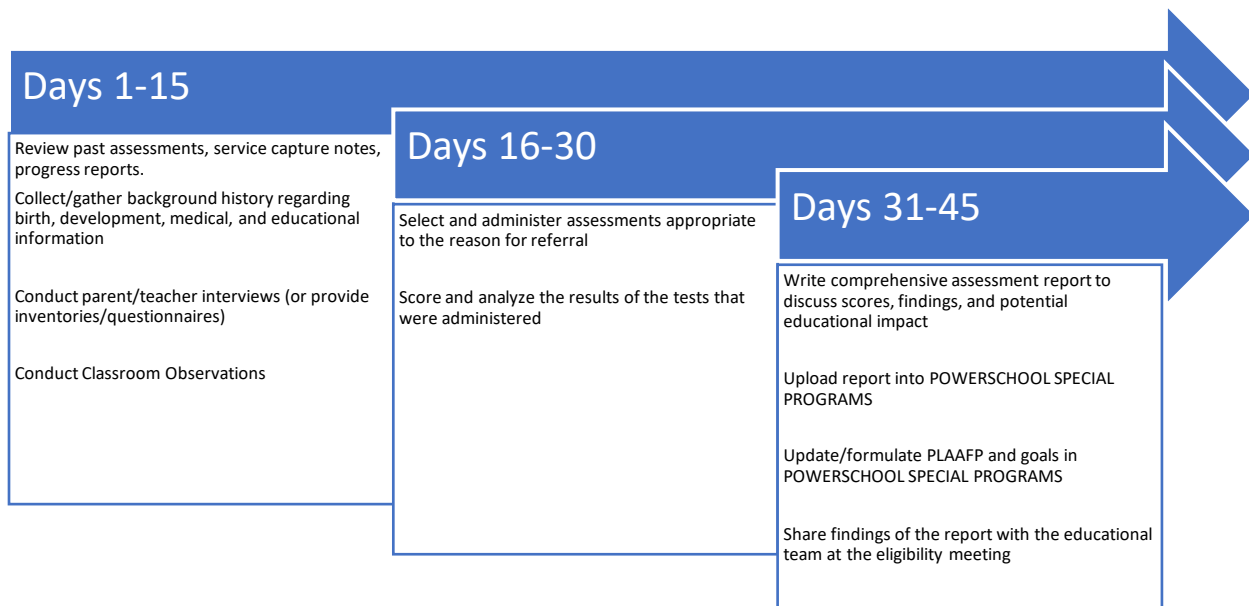 Days 1-15
Review past assessments, service capture notes,
progress reports.
Collect/gather background history regarding
birth, development, medical, and educational
information
Conduct parent/teacher interviews (or provide
inventories/questionnaires)
Conduct Classroom Observations
Days 16-30
Select and administer assessments appropriate
to the reason for referral
Score and analyze the results of the tests that
were administered
Days 31-45
Write comprehensive assessment report to
discuss scores, findings, and potential
educational impact
Upload report into POWERSCHOOL SPECIAL
PROGRAMS
Update/formulate PLAAFP and goals in
POWERSCHOOL SPECIAL PROGRAMS
Share findings of the report with the educational
team at the eligibility meeting